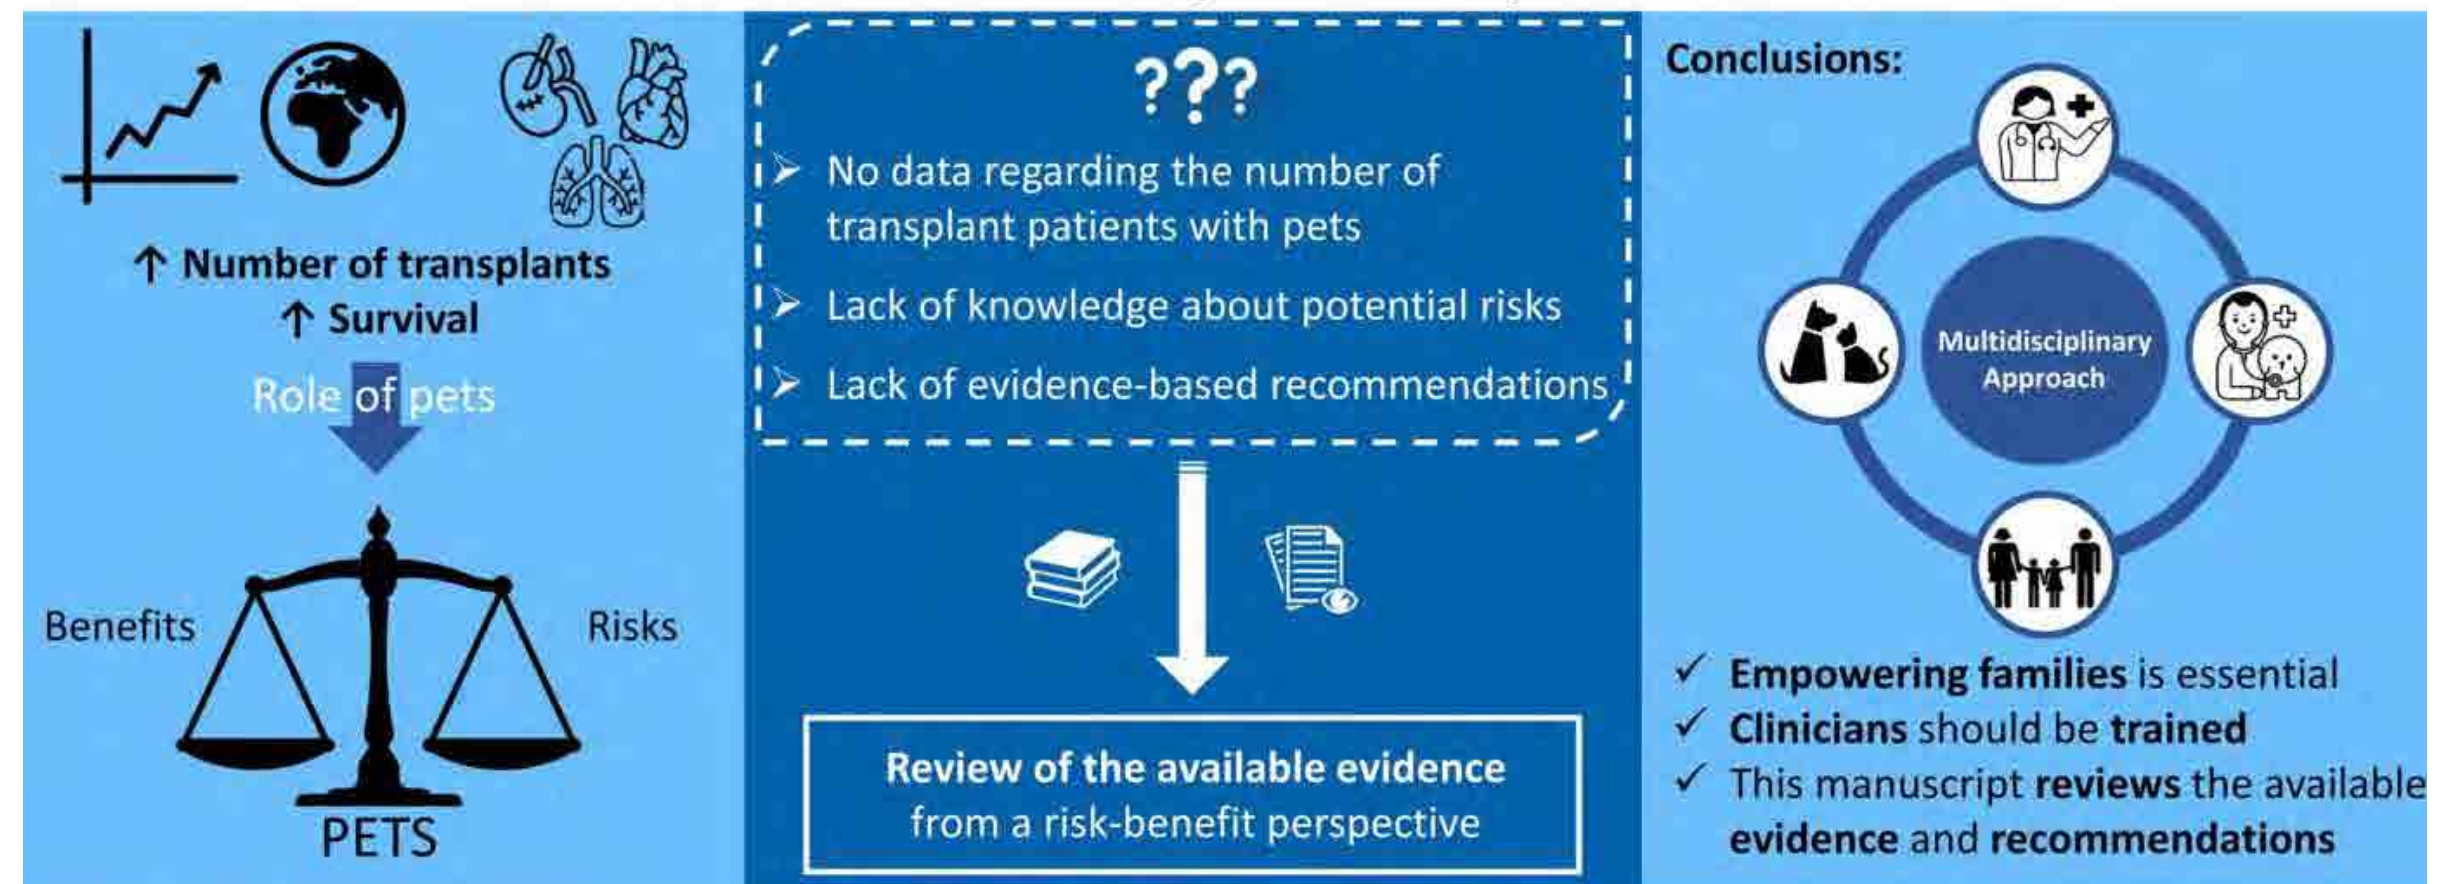 ↑ Number of transplants
↑ Survival
Role of pets
Benefits
Risks
PETS
???
➢ No data regarding the number of
transplant patients with pets
➢ Lack of knowledge about potential risks
➢ Lack of evidence-based recommendations
Review of the available evidence
from a risk-benefit perspective
Conclusions:
Multidisciplinary
Approach
✓ Empowering families is essential
✓ Clinicians should be trained
✓ This manuscript reviews the available
evidence and recommendations